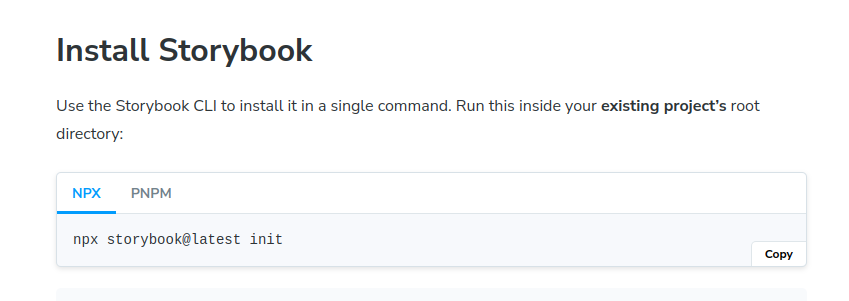 Install Storybook
Use the Storybook CLI to install it in a single command. Run this inside your existing project’s root
directory:
NPX PNPM
npx storybook@latest init
Copy